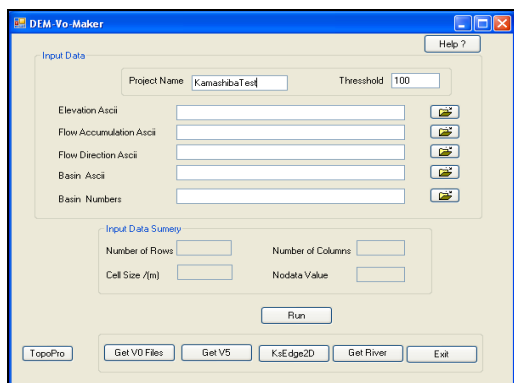 DEM-Vo-Maker
Help ?
Input Data
Project Name KamashibaTest Thresshold 100
Elevation Ascii
Flow Accumulation Ascii
Flow Direction Ascii
Basin Ascii
Basin Numbers
Input Data Sumery
Number of Rows Number of Columns
Cell Size /(m) Nodata Value
Run
TopoPro Get V0 Files Get V5 KsEdge2D Get River Exit